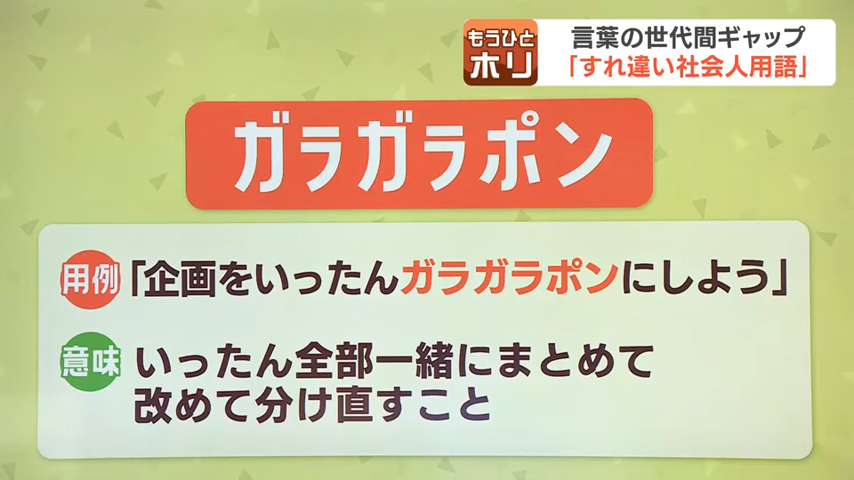 もうひと
ホリ
言葉の世代間ギャップ
「すれ違い社会人用語」
ガラガラポン
用例「企画をいったんガラガラポンにしよう」
意味 いったん全部一緒にまとめて
改めて分け直すこと